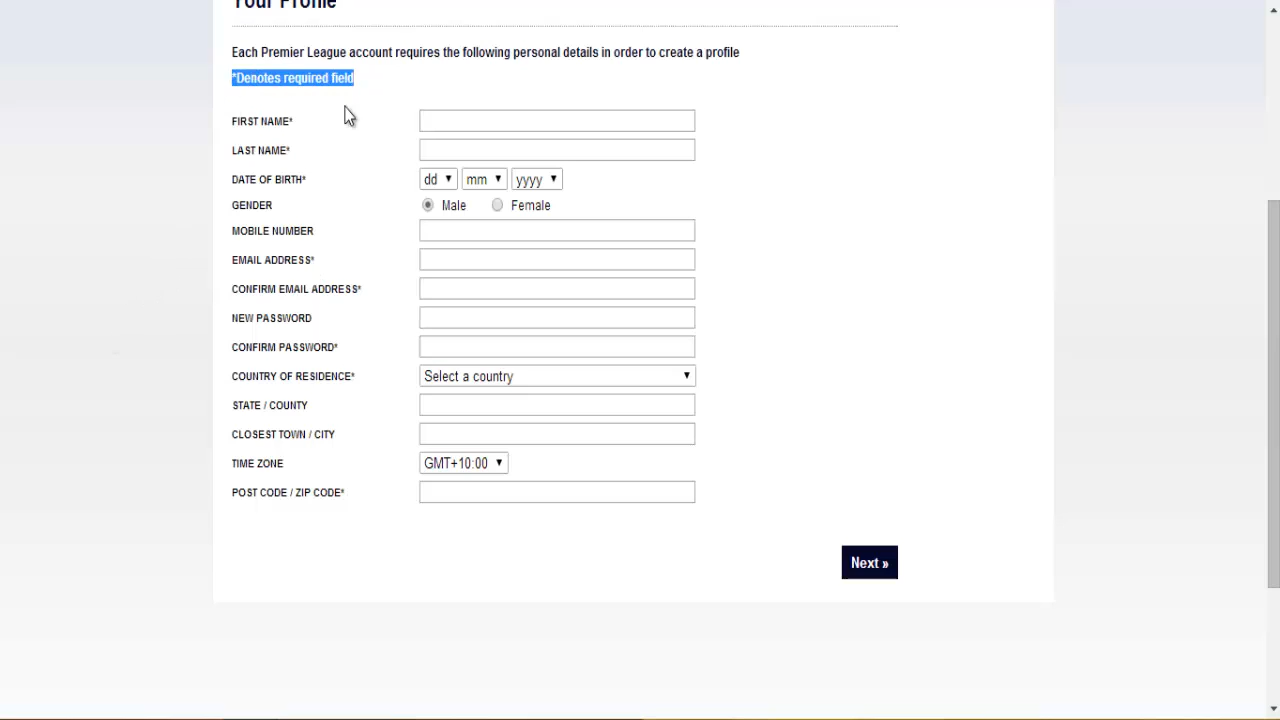 Your Profile
Each Premier League account requires the following personal details in order to create a profile
*Denotes required field
FIRST NAME*
LAST NAME*
DATE OF BIRTH* dd mm yyyy
GENDER Male Female
MOBILE NUMBER
EMAIL ADDRESS*
CONFIRM EMAIL ADDRESS*
NEW PASSWORD
CONFIRM PASSWORD*
COUNTRY OF RESIDENCE* Select a country
STATE / COUNTY
CLOSEST TOWN / CITY
TIME ZONE GMT+10:00
POST CODE / ZIP CODE*
Next »